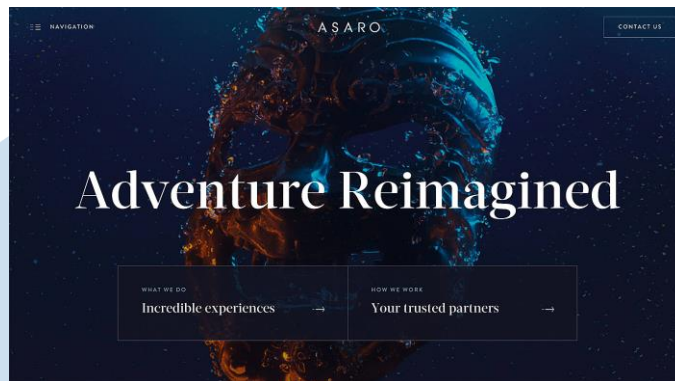 NAVIGATION
ASARO
CONTACT US
Adventure Reimagined
WHAT WE DO
Incredible experiences
HOW WE WORK
Your trusted partners